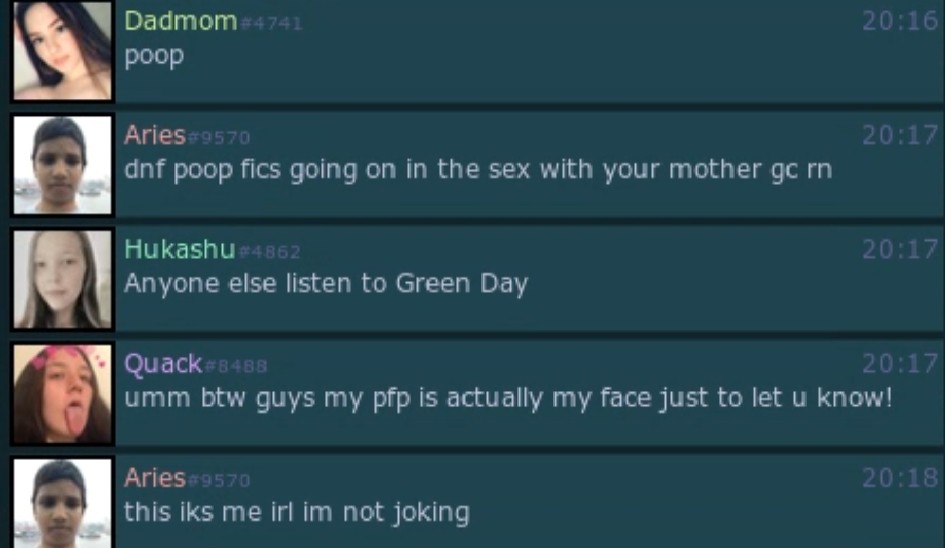 Dadmom#4741 20:16
poop
Aries#9570 20:17
dnf poop fics going on in the sex with your mother gc rn
Hukashu#4862 20:17
Anyone else listen to Green Day
Quack#8488 20:17
umm btw guys my pfp is actually my face just to let u know!
Aries#9570 20:18
this iks me irl im not joking